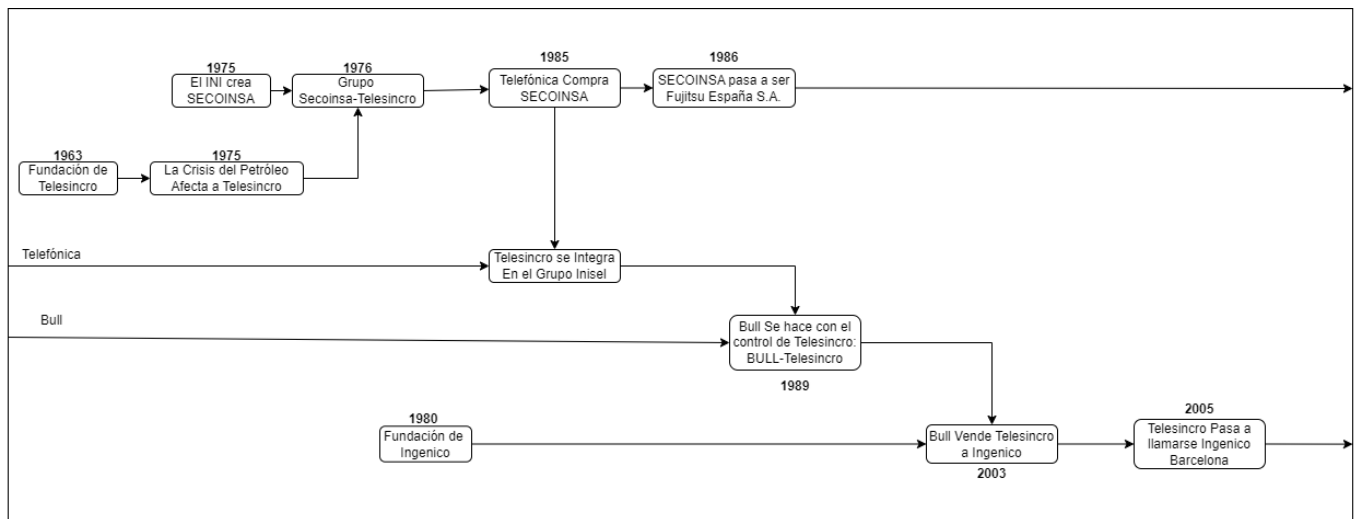 1975
El INI crea
SECOINSA
1976
Grupo
Secoinsa-Telesincro
1985
Telefónica Compra
SECOINSA
1986
SECOINSA pasa a ser
Fujitsu España S.A.
1963
Fundación de
Telesincro
1975
La Crisis del Petróleo
Afecta a Telesincro
Telefónica
Telesincro se Integra
En el Grupo Inisel
Bull
Bull Se hace con el
control de Telesincro:
BULL-Telesincro
1989
1980
Fundación de
Ingenico
Bull Vende Telesincro
a Ingenico
2003
2005
Telesincro Pasa a
llamarse Ingenico
Barcelona